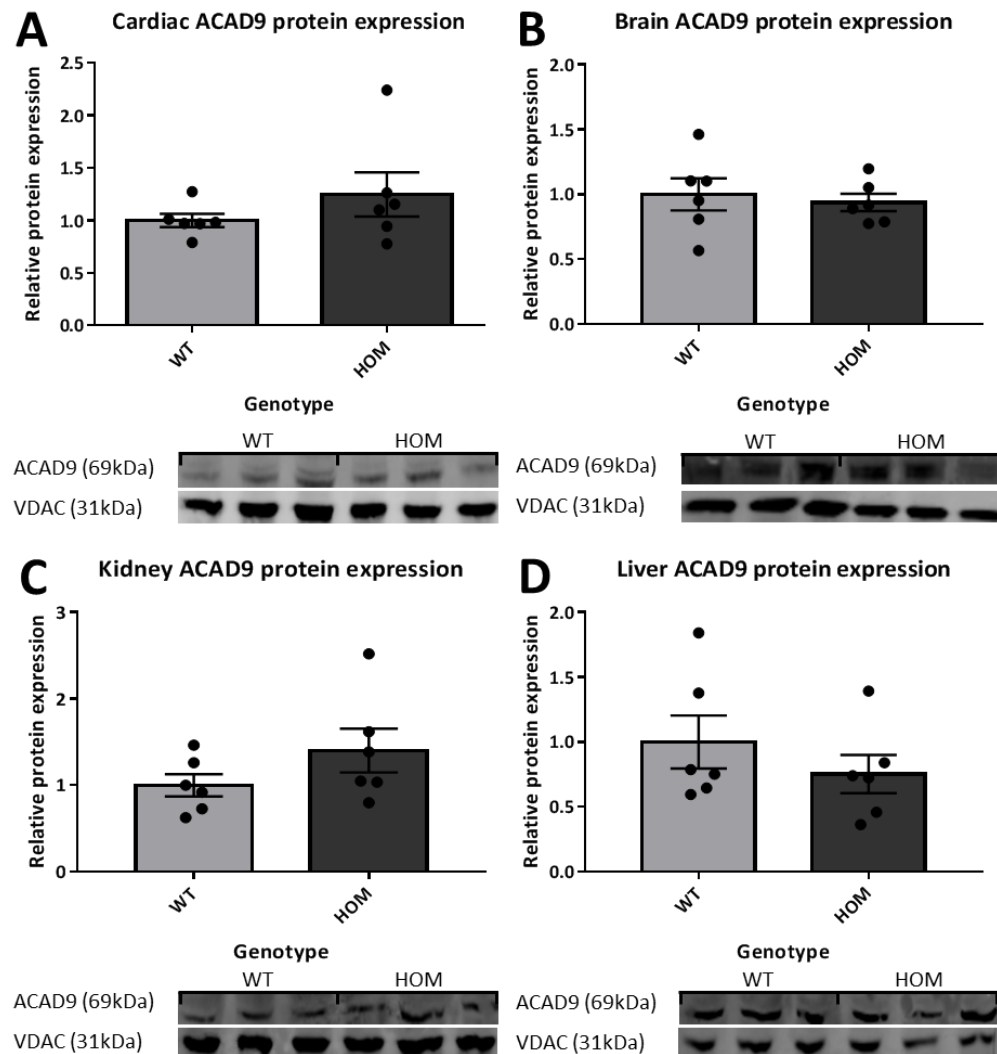 A
Cardiac ACAD9 protein expression
Relative protein expression
2.5
2.0
1.5
1.0
0.5
0.0
WT
HOM
Genotype
WT
HOM
ACAD9 (69kDa)
VDAC (31kDa)
B
Brain ACAD9 protein expression
Relative protein expression
2.0
1.5
1.0
0.5
0.0
WT
HOM
Genotype
WT
HOM
ACAD9 (69kDa)
VDAC (31kDa)
C
Kidney ACAD9 protein expression
Relative protein expression
3
2
1
0
WT
HOM
Genotype
WT
HOM
ACAD9 (69kDa)
VDAC (31kDa)
D
Liver ACAD9 protein expression
Relative protein expression
2.0
1.5
1.0
0.5
0.0
WT
HOM
Genotype
WT
HOM
ACAD9 (69kDa)
VDAC (31kDa)